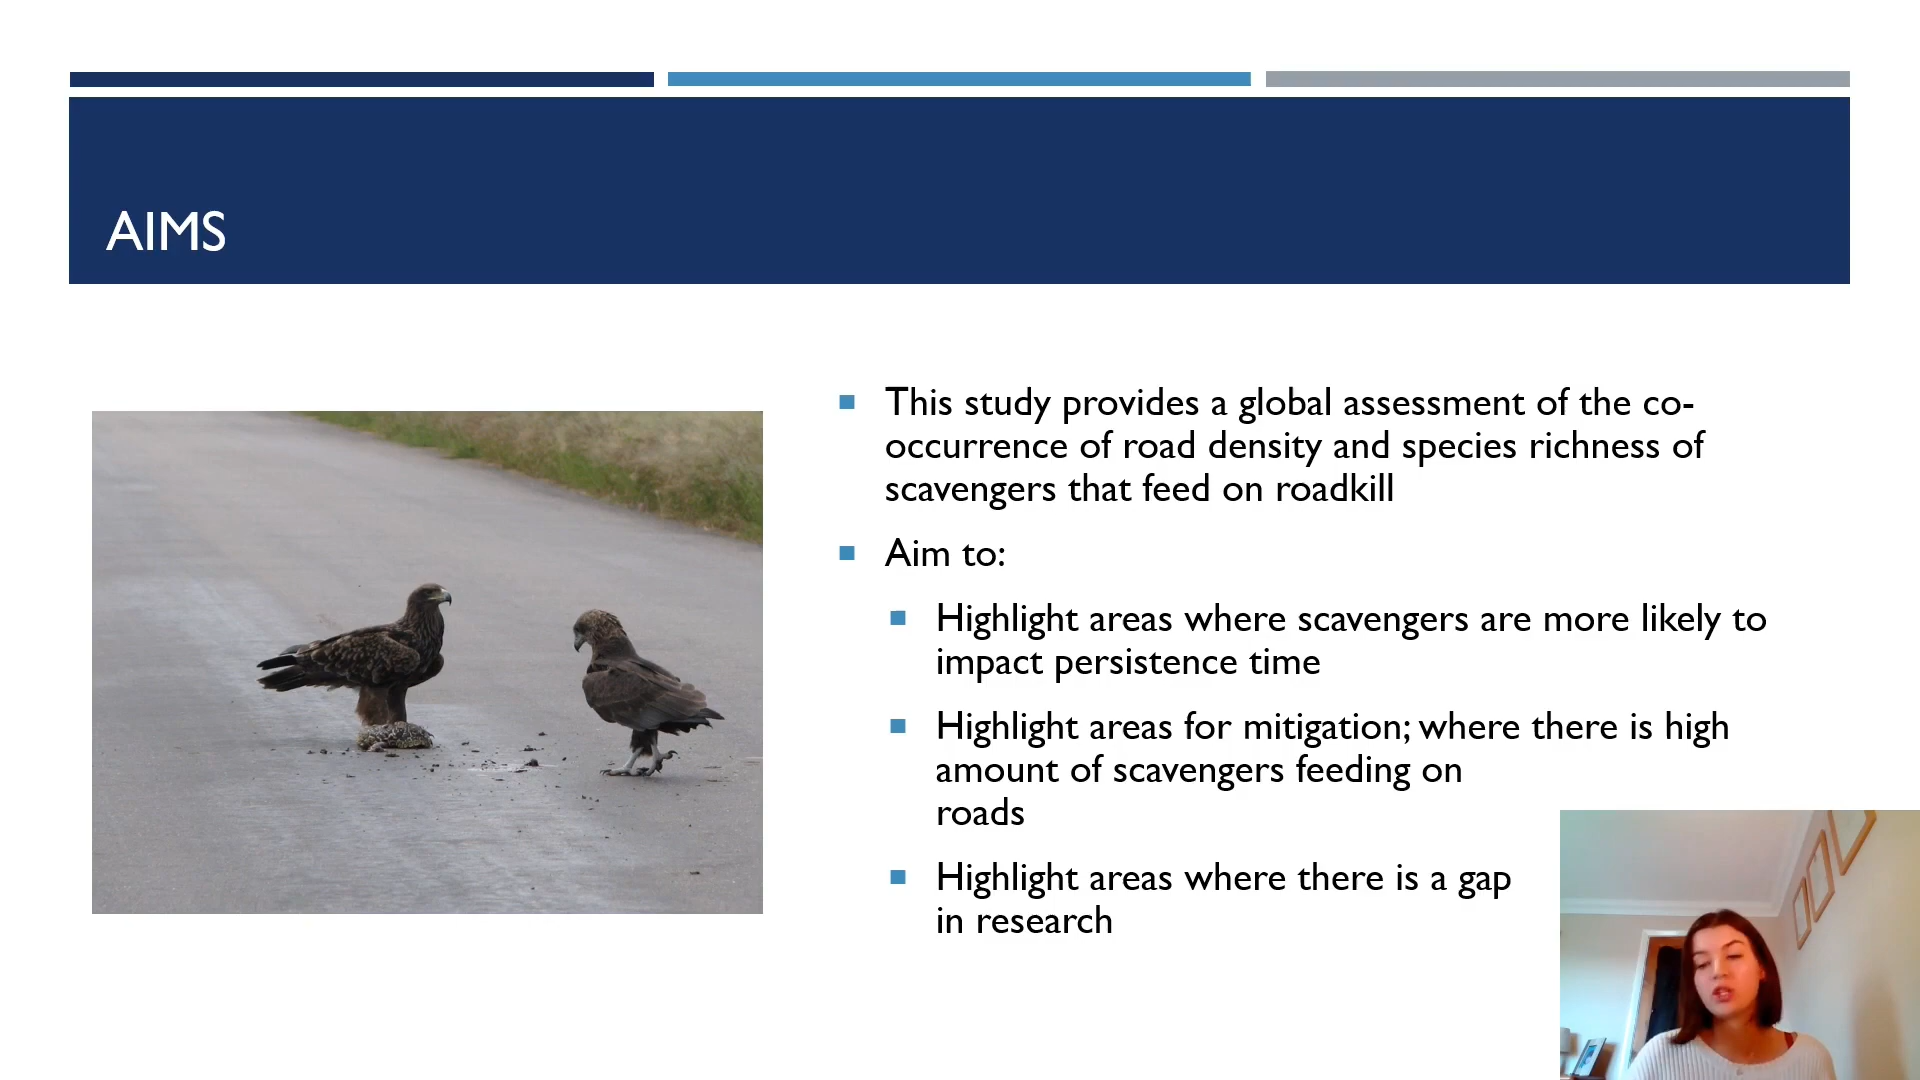 AIMS
This study provides a global assessment of the co-
occurrence of road density and species richness of
scavengers that feed on roadkill
Aim to:
Highlight areas where scavengers are more likely to
impact persistence time
Highlight areas for mitigation; where there is high
amount of scavengers feeding on
roads
Highlight areas where there is a gap
in research